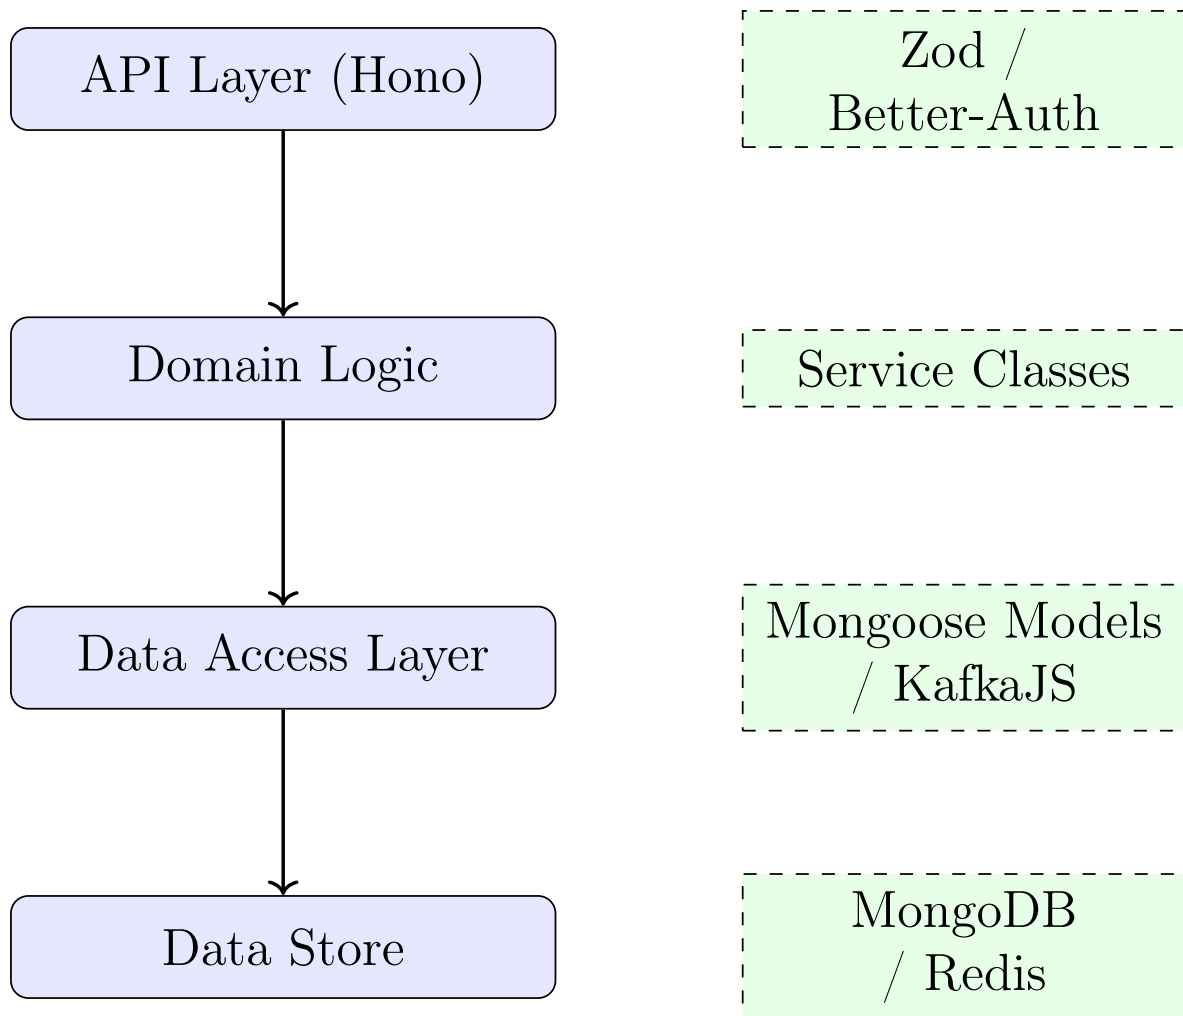 API Layer (Hono)
Zod /
Better-Auth
Domain Logic
Service Classes
Data Access Layer
Mongoose Models
/ KafkaJS
Data Store
MongoDB
/ Redis